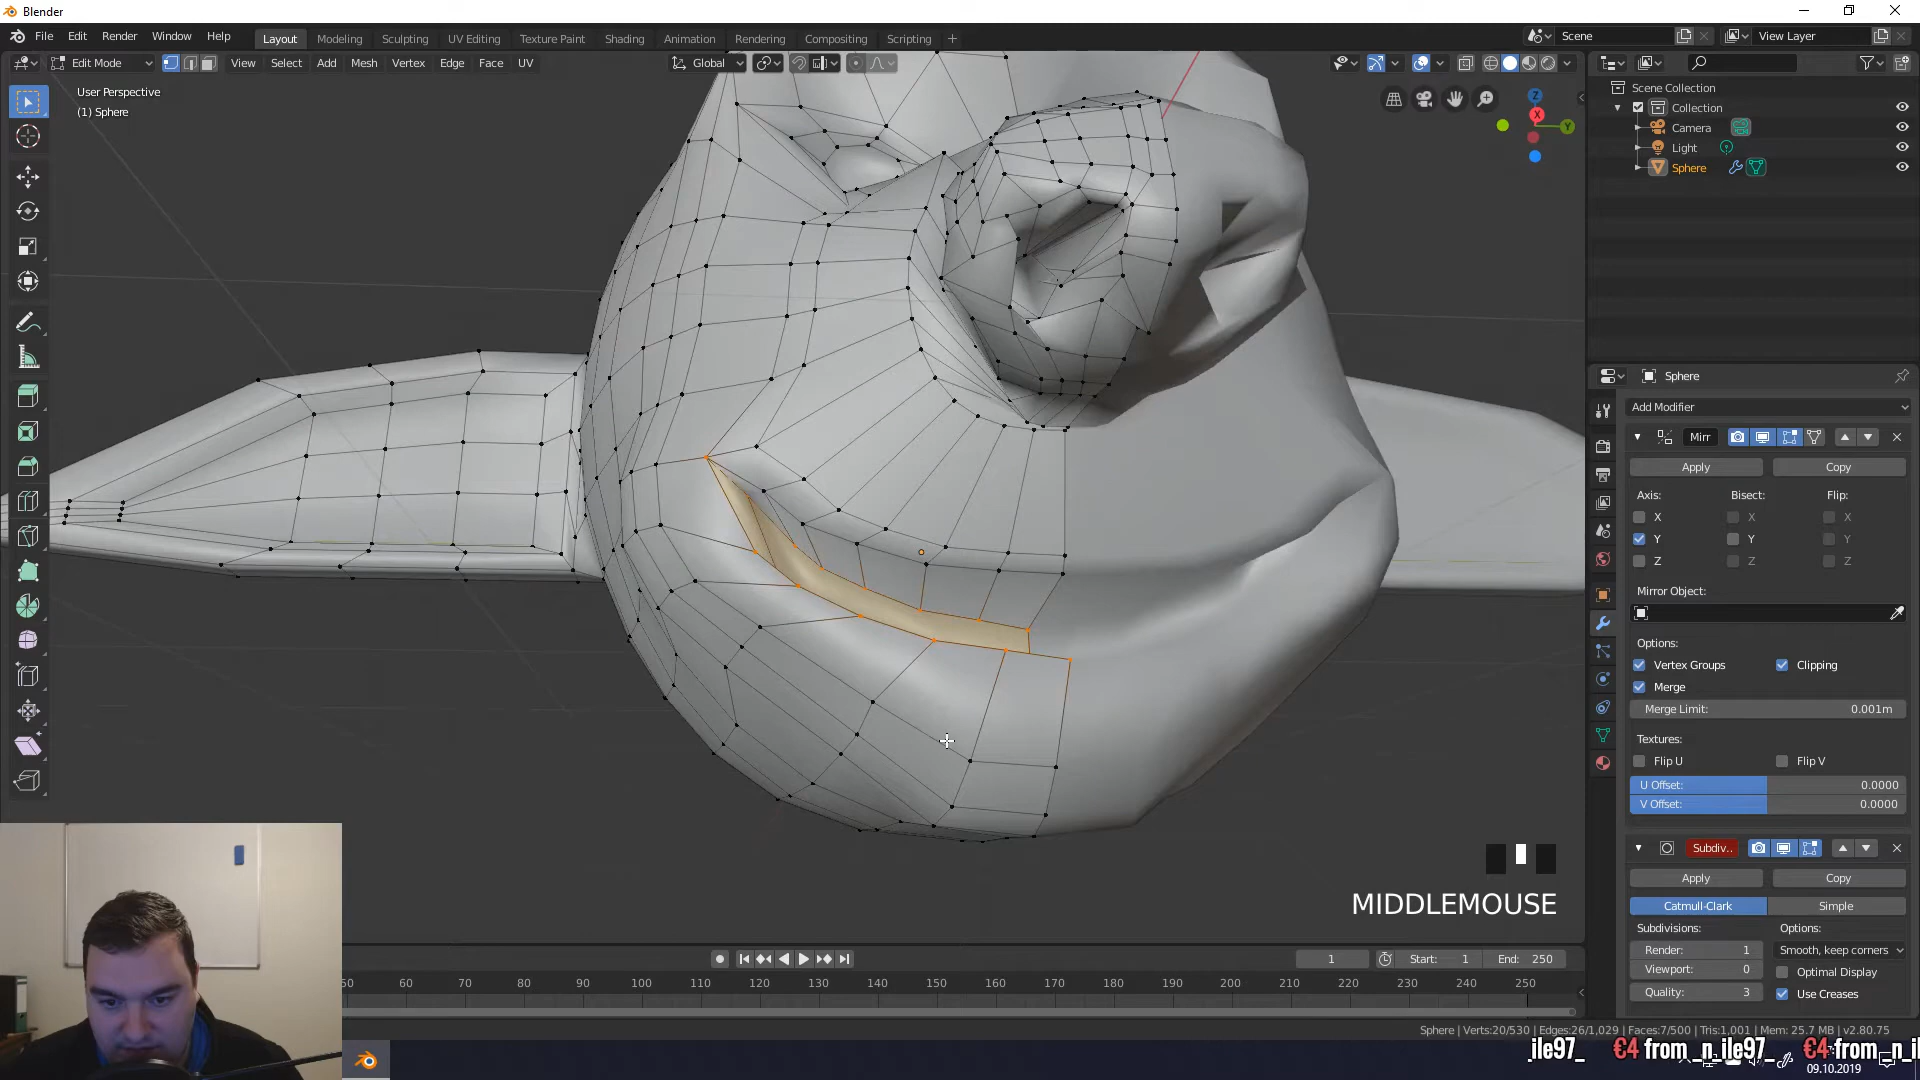 Blender
File Edit Render Window Help
Layout Modeling Sculpting UV Editing Texture Paint Shading Animation Rendering Compositing Scripting +
Scene
View Layer
Edit Mode
View Select Add Mesh Vertex Edge Face UV
Global
User Perspective
(1) Sphere
Z
X
Y
Scene Collection
Collection
Camera
Light
Sphere
Sphere
Add Modifier
Mirr
Apply Copy
Axis: Bisect: Flip:
X X X
Y Y Y
Z Z Z
Mirror Object:
Options:
Vertex Groups Clipping
Merge
Merge Limit: 0.001m
Textures:
Flip U Flip V
U Offset: 0.0000
V Offset: 0.0000
Subdiv..
Apply Copy
Catmull-Clark Simple
Subdivisions: Options:
Render: 1 Smooth, keep corners
Viewport: 0 Optimal Display
Quality: 3 Use Creases
MIDDLEMOUSE
1 Start: 1 End: 250
50 60 70 80 90 100 110 120 130 140 150 160 170 180 190 200 210 220 230 240 250
Sphere | Verts:20/530 | Edges:26/1,029 | Faces:7/500 | Tris:1,001 | Mem: 25.7 MB | v2.80.75
_ile97_ €4 from _n_ile97_ €4 from _n_il
09.10.2019